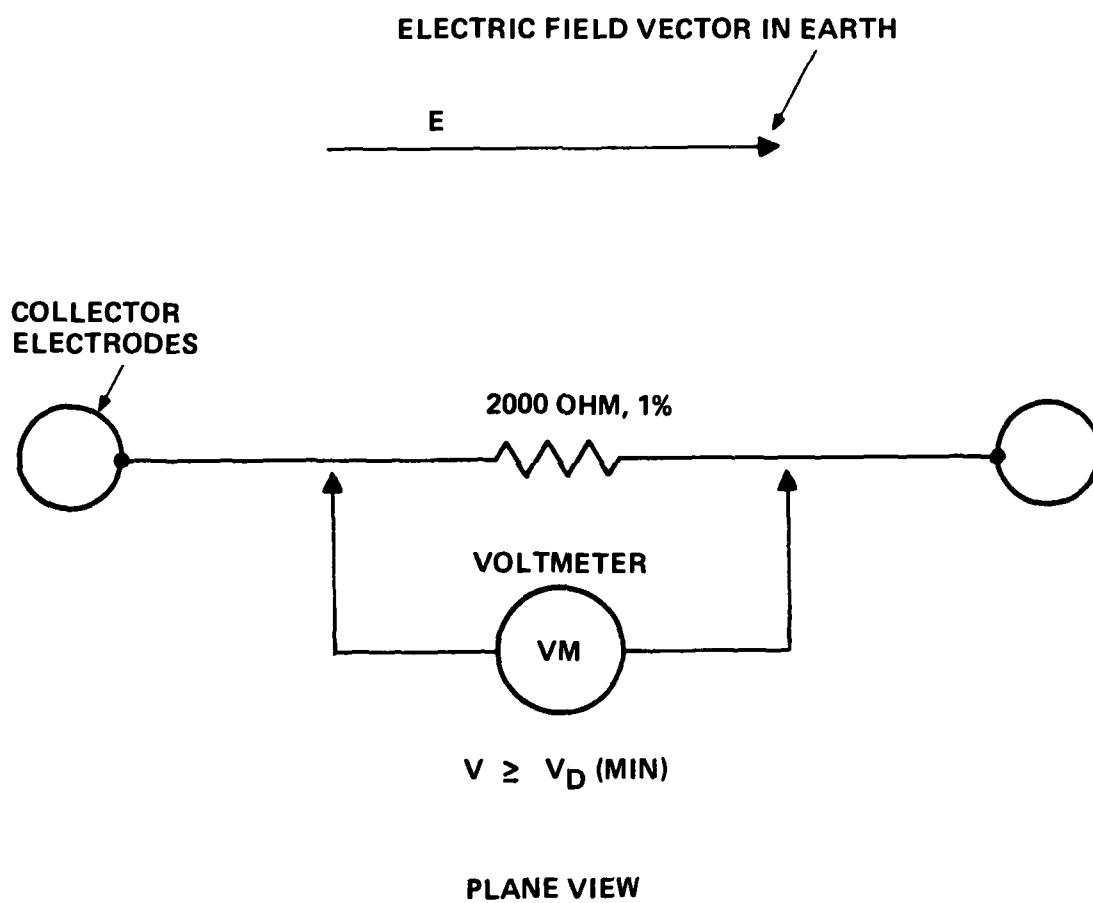 ELECTRIC FIELD VECTOR IN EARTH
E
COLLECTOR
ELECTRODES
2000 OHM, 1%
VOLTMETER
VM
V ≥ VD (MIN)
PLANE VIEW